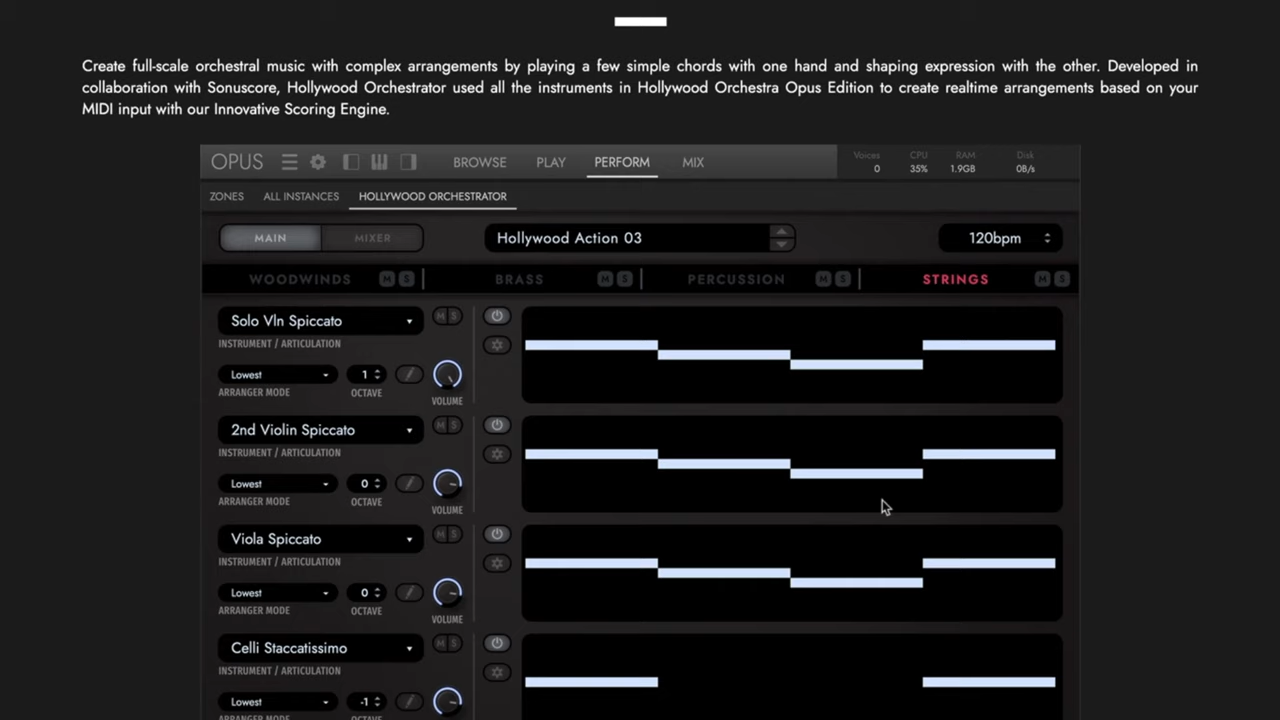 Create full-scale orchestral music with complex arrangements by playing a few simple chords with one hand and shaping expression with the other. Developed in
collaboration with Sonuscore, Hollywood Orchestrator used all the instruments in Hollywood Orchestra Opus Edition to create realtime arrangements based on your
MIDI input with our Innovative Scoring Engine.
OPUS BROWSE PLAY PERFORM MIX Voices CPU RAM Disk
0 35% 1.9GB 0B/s
ZONES ALL INSTANCES HOLLYWOOD ORCHESTRATOR
MAIN MIXER Hollywood Action 03 120bpm
WOODWINDS M S BRASS M S PERCUSSION M S STRINGS M S
Solo Vln Spiccato M S
INSTRUMENT / ARTICULATION
Lowest 1
ARRANGER MODE OCTAVE VOLUME
2nd Violin Spiccato M S
INSTRUMENT / ARTICULATION
Lowest 0
ARRANGER MODE OCTAVE VOLUME
Viola Spiccato M S
INSTRUMENT / ARTICULATION
Lowest 0
ARRANGER MODE OCTAVE VOLUME
Celli Staccatissimo M S
INSTRUMENT / ARTICULATION
Lowest -1
ARRANGER MODE OCTAVE VOLUME